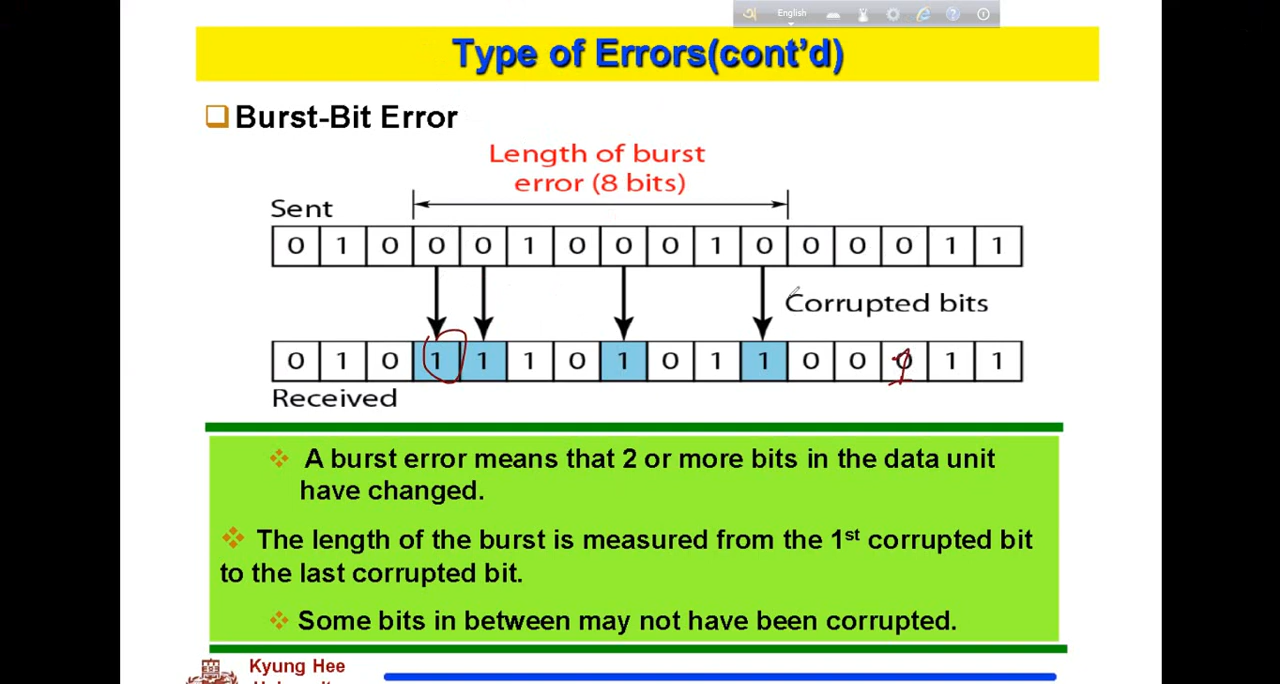 English
Type of Errors(cont'd)
Burst-Bit Error
Length of burst
error (8 bits)
Sent
0 1 0 0 0 1 0 0 0 1 0 0 0 0 1 1
Corrupted bits
0 1 0 1 1 1 0 1 0 1 1 0 0 0 1 1
Received
A burst error means that 2 or more bits in the data unit
have changed.
The length of the burst is measured from the 1st corrupted bit
to the last corrupted bit.
Some bits in between may not have been corrupted.
Kyung Hee